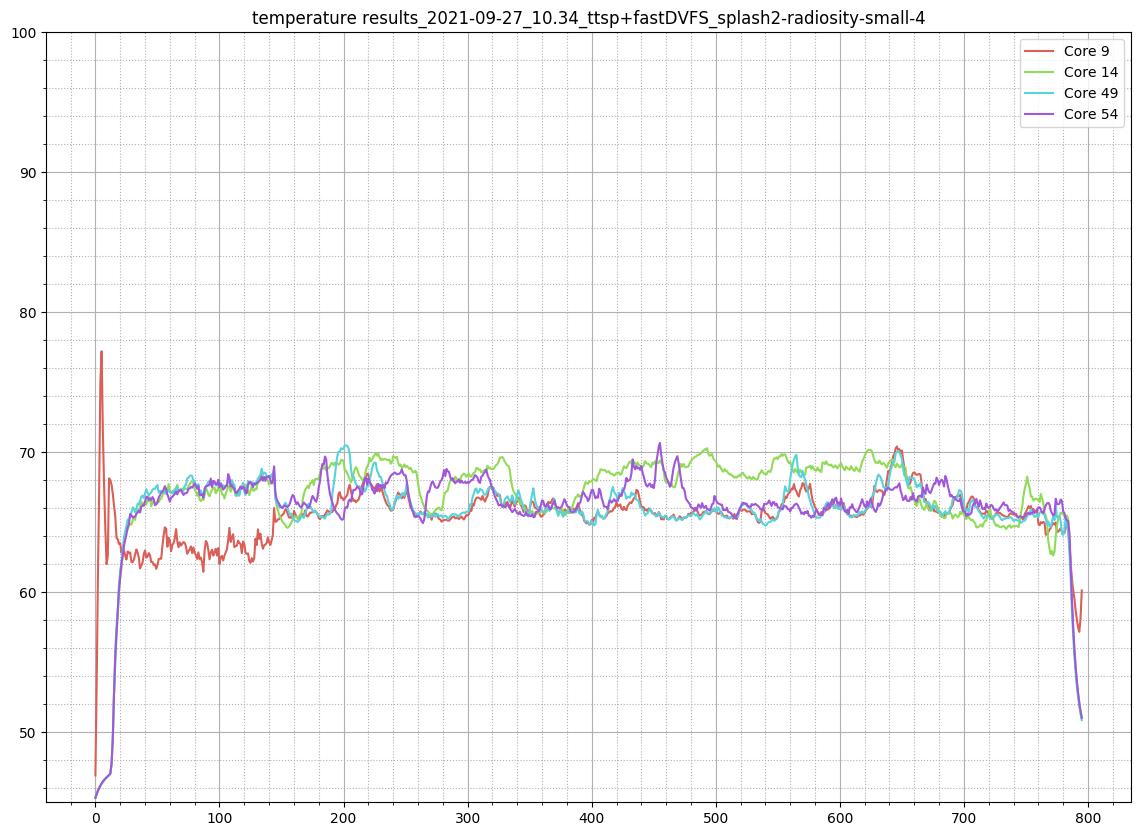 temperature results_2021-09-27_10.34_ttsp+fastDVFS_splash2-radiosity-small-4
100
90
80
70
60
50
0 100 200 300 400 500 600 700 800
Core 9
Core 14
Core 49
Core 54